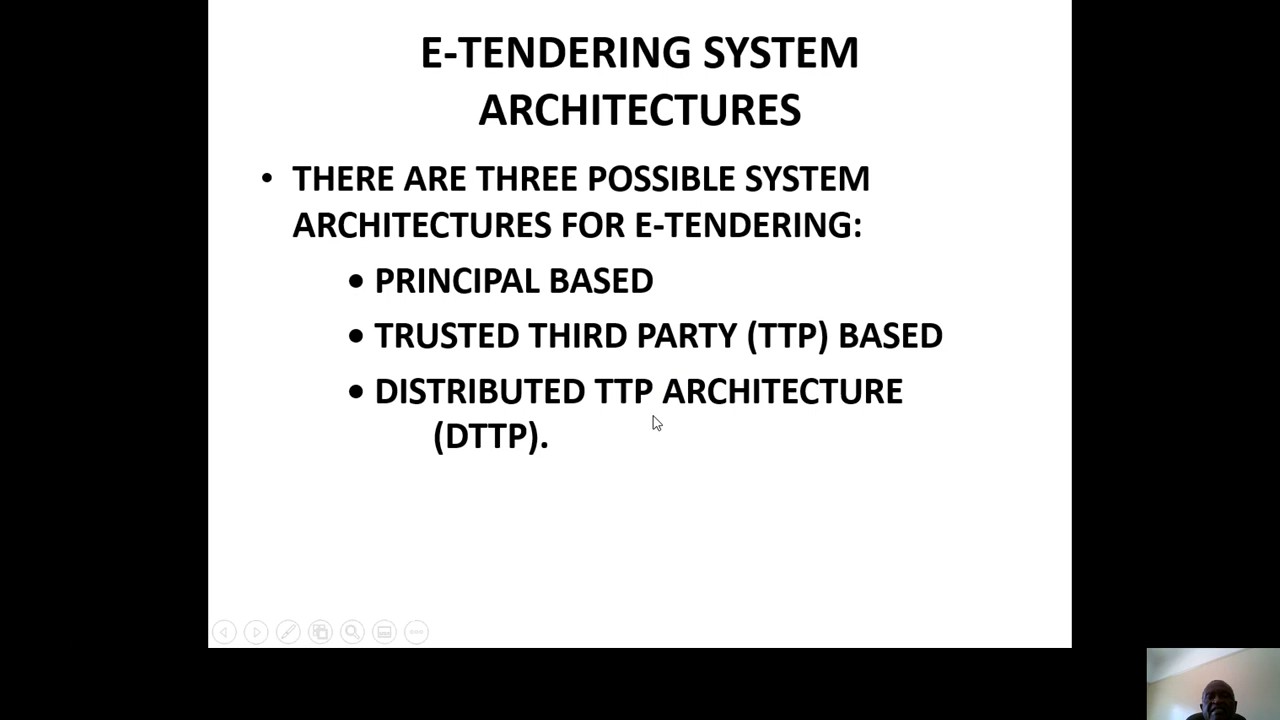 E-TENDERING SYSTEM
ARCHITECTURES
• THERE ARE THREE POSSIBLE SYSTEM
ARCHITECTURES FOR E-TENDERING:
• PRINCIPAL BASED
• TRUSTED THIRD PARTY (TTP) BASED
• DISTRIBUTED TTP ARCHITECTURE
(DTTP).